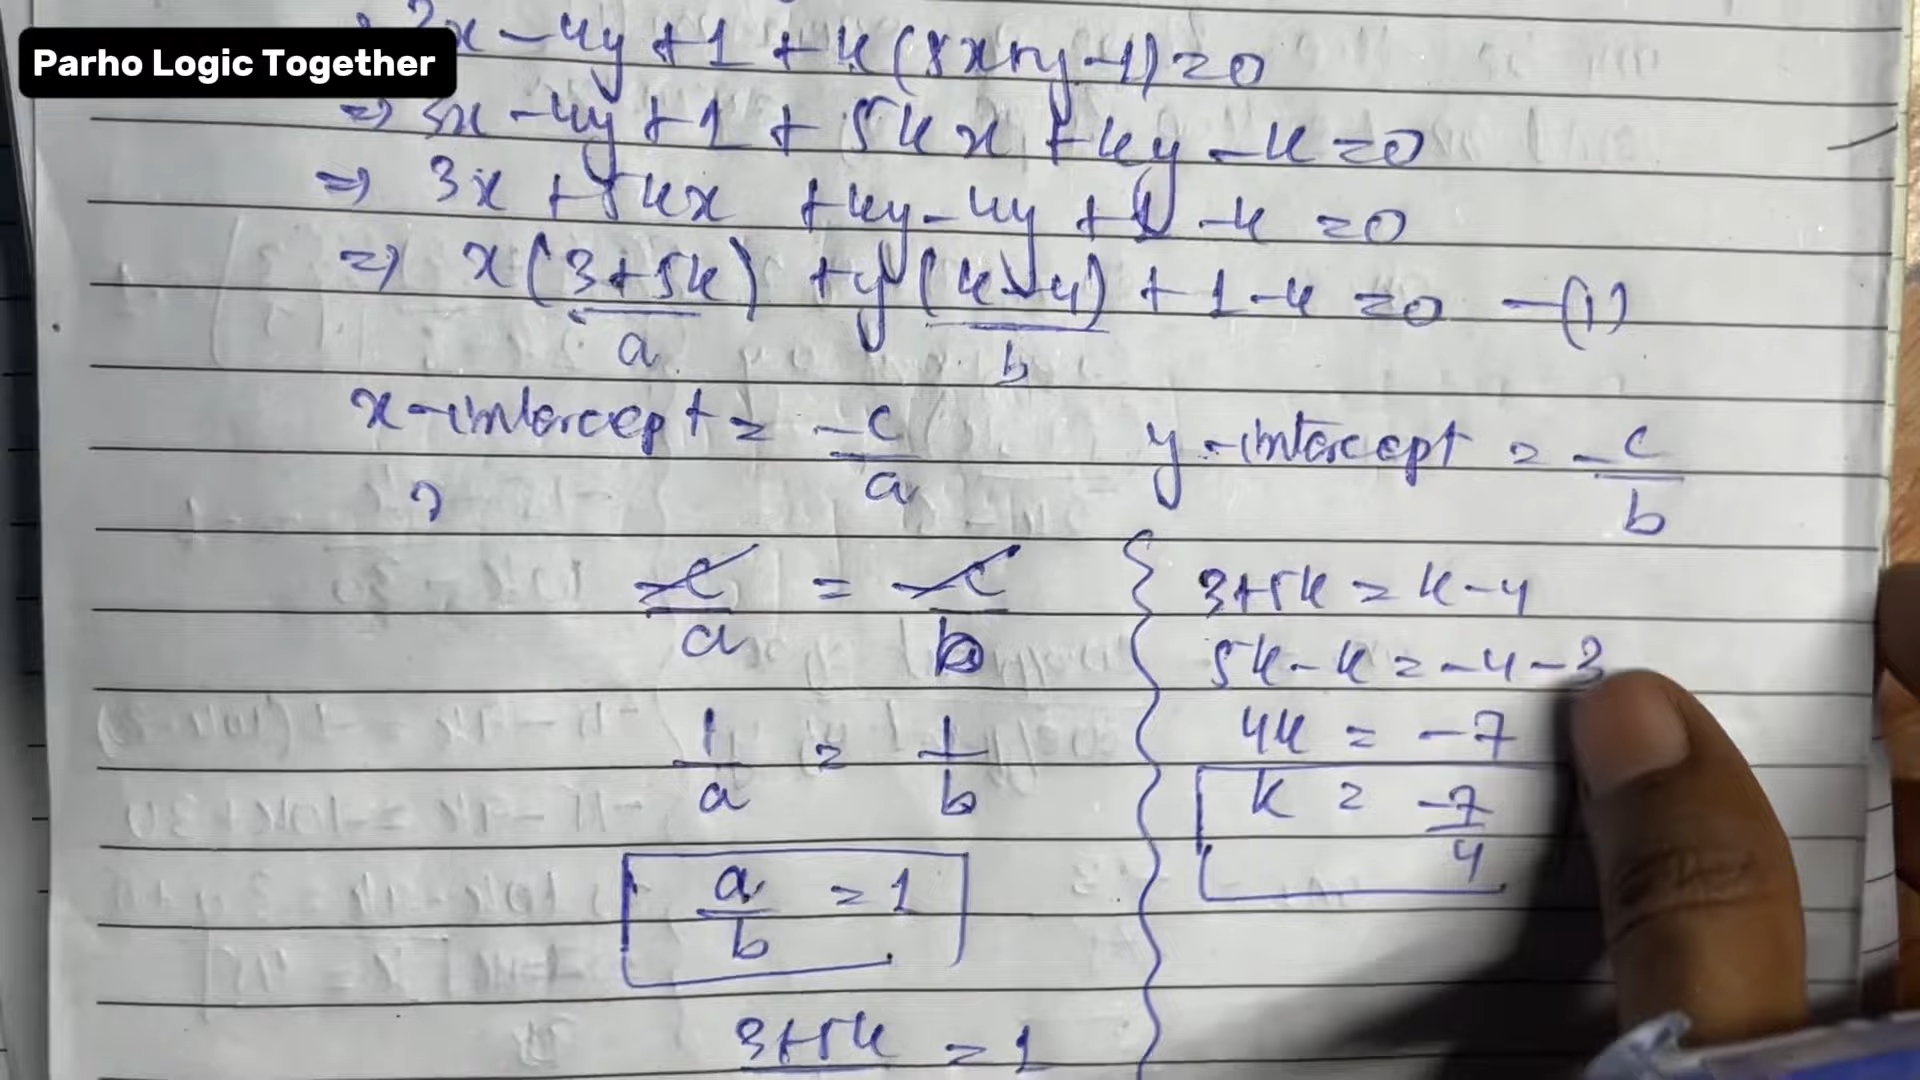 Parho Logic Together
3x - 4y + 1 + k(5x + y - 1) = 0
⇒ 3x - 4y + 1 + 5kx + ky - k = 0
⇒ 3x + 5kx + ky - 4y + 1 - k = 0
⇒ x(3+5k) + y(k-4) + 1 - k = 0 —(1)
a b
x-intercept = -c/a y-intercept = -c/b
-c/a = -c/b
1/a = 1/b
a/b = 1
3+5k = 1
3+5k = k-4
5k - k = -4 - 3
4k = -7
k = -7/4